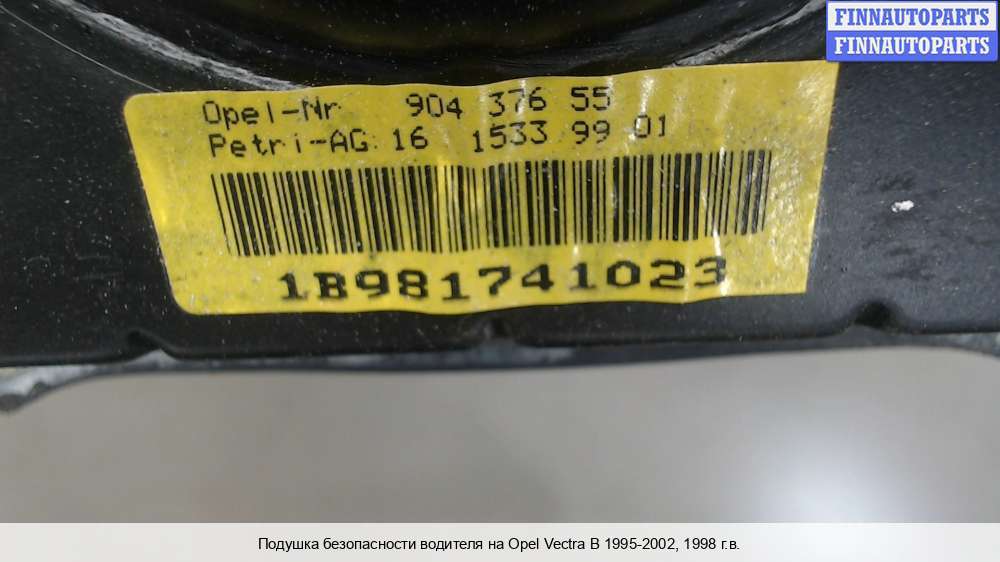 FINNAUTOPARTS
FINNAUTOPARTS
Opel-Nr 904 376 55
Petri-AG 16 1533 99 01
1B981741023
Подушка безопасности водителя на Opel Vectra B 1995-2002, 1998 г.в.